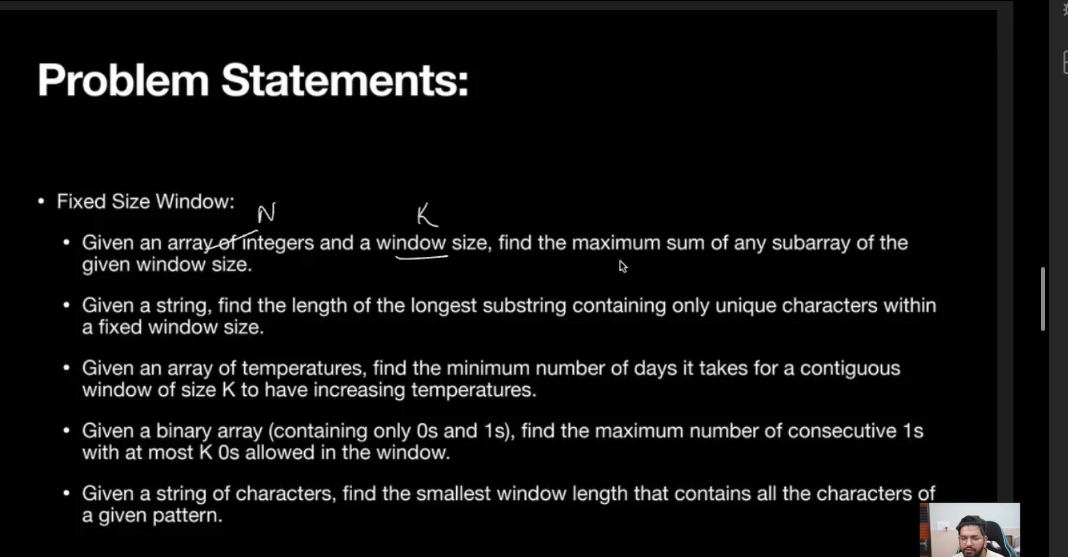 Problem Statements:
• Fixed Size Window:
N
K
• Given an array of integers and a window size, find the maximum sum of any subarray of the
given window size.
• Given a string, find the length of the longest substring containing only unique characters within
a fixed window size.
• Given an array of temperatures, find the minimum number of days it takes for a contiguous
window of size K to have increasing temperatures.
• Given a binary array (containing only 0s and 1s), find the maximum number of consecutive 1s
with at most K 0s allowed in the window.
• Given a string of characters, find the smallest window length that contains all the characters of
a given pattern.